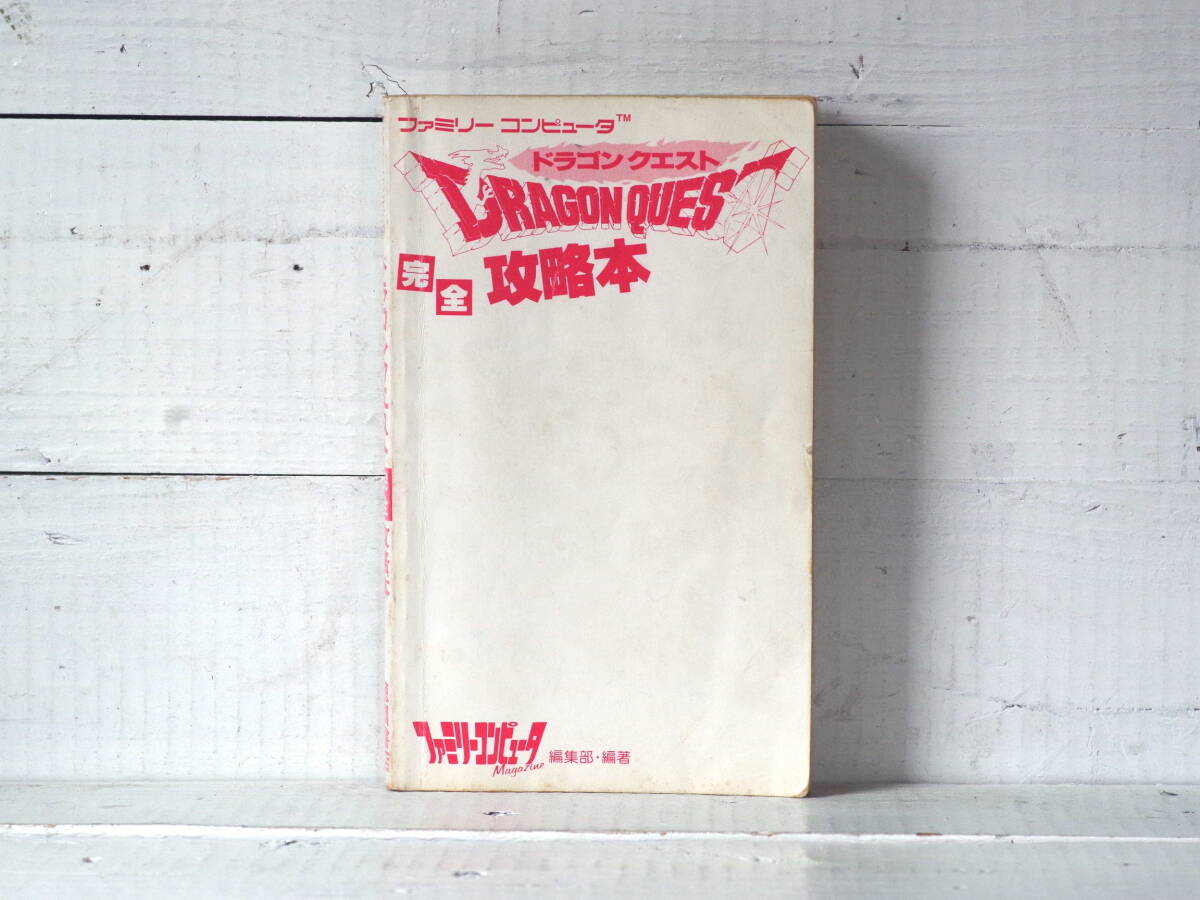 ファミリー コンピュータ™
ドラゴン クエスト
DRAGON QUEST
完全 攻略本
ファミリーコンピュータ
Magazine 編集部・編著